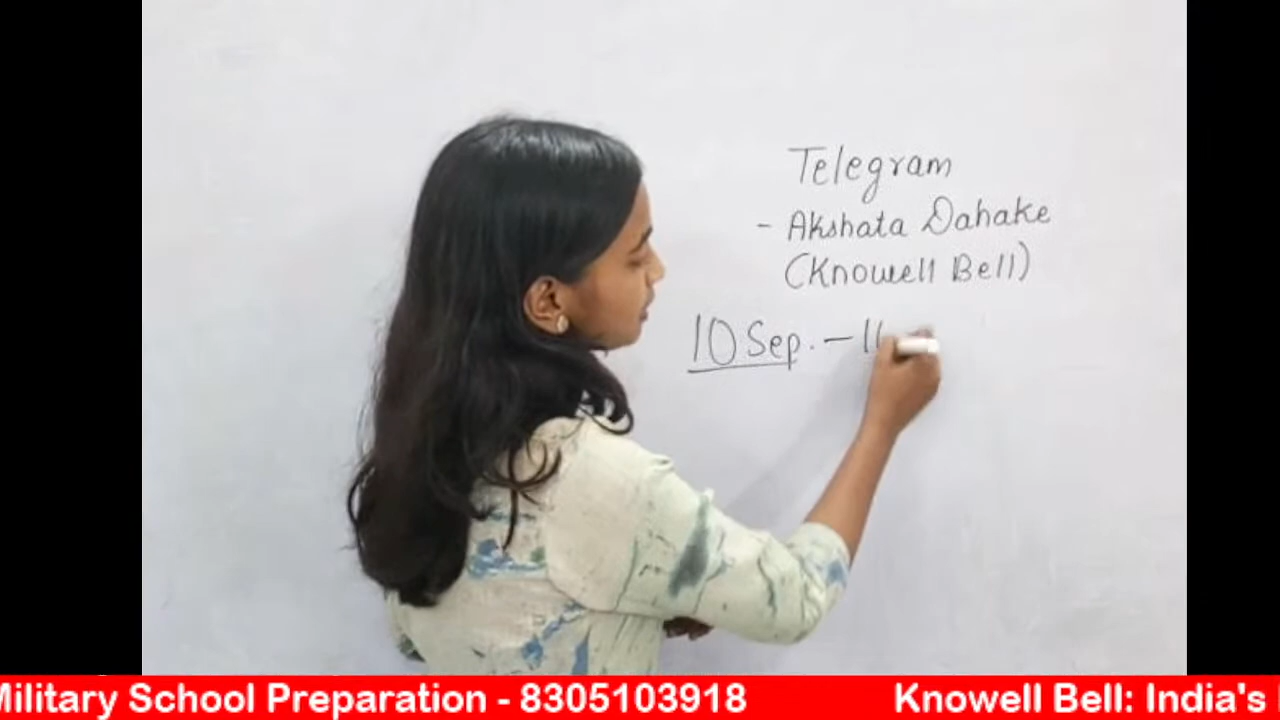 Telegram
- Akshata Dahake
(Knowell Bell)
10 Sep. - 11
Military School Preparation - 8305103918 Knowell Bell: India's